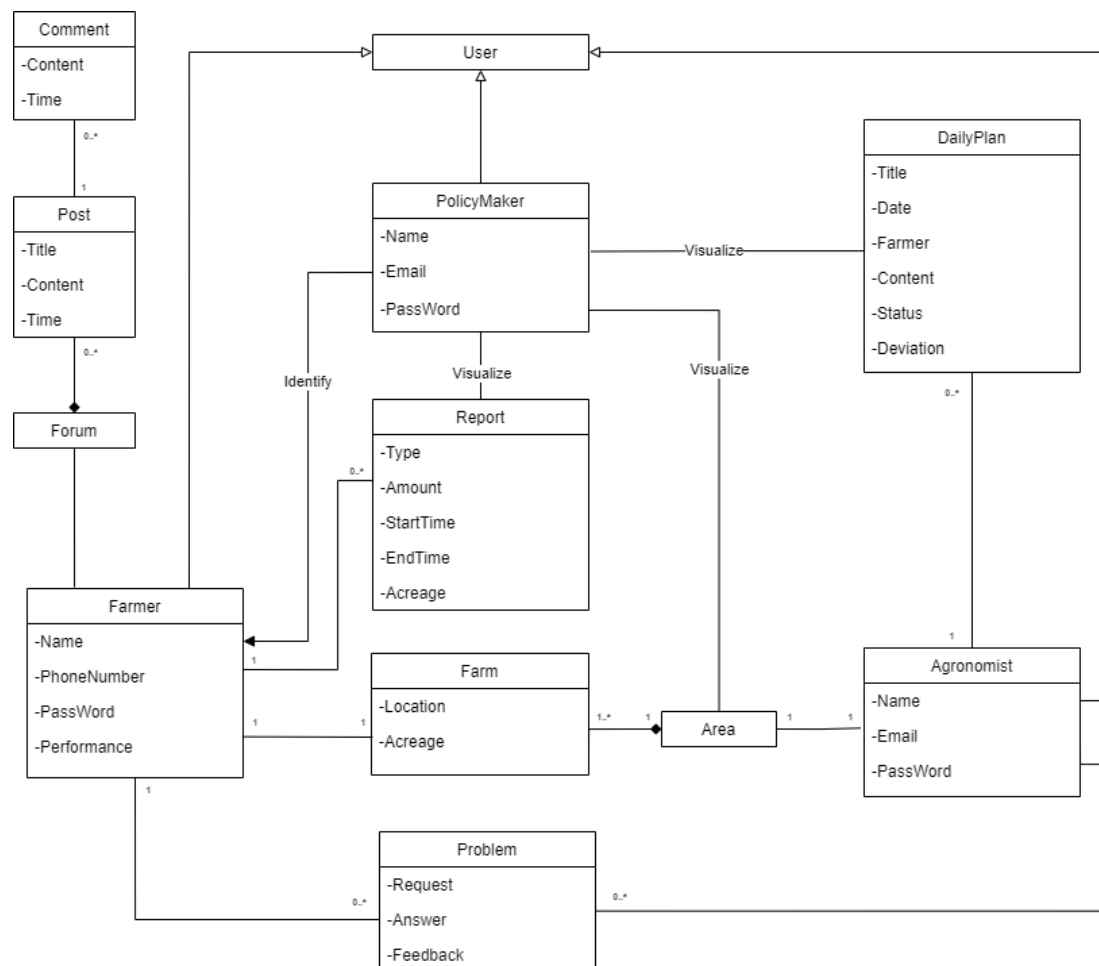 Comment
-Content
-Time
0..*
1
Post
-Title
-Content
-Time
0..*
Forum
User
PolicyMaker
-Name
-Email
-PassWord
Visualize
Visualize
Visualize
Identify
DailyPlan
-Title
-Date
-Farmer
-Content
-Status
-Deviation
0..*
1
Report
-Type
-Amount
-StartTime
-EndTime
-Acreage
0..*
1
Farmer
-Name
-PhoneNumber
-PassWord
-Performance
1
1
Farm
-Location
-Acreage
1..*
1
Area
1
1
Agronomist
-Name
-Email
-PassWord
1
0..*
Problem
-Request
-Answer
-Feedback
0..*